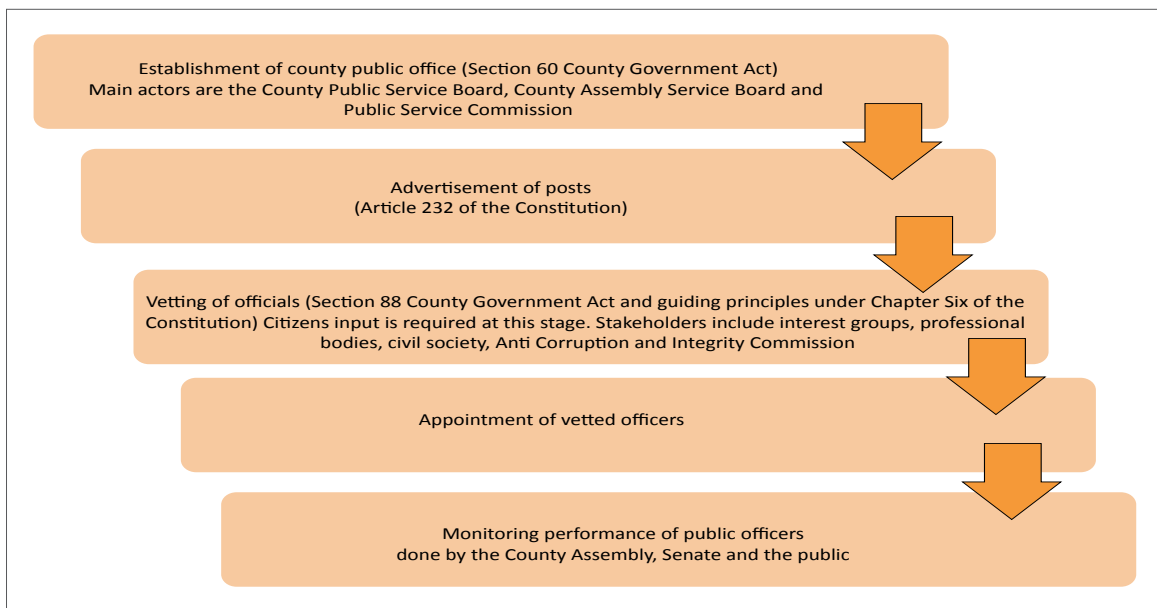 Establishment of county public office (Section 60 County Government Act)
Main actors are the County Public Service Board, County Assembly Service Board and
Public Service Commission
Advertisement of posts
(Article 232 of the Constitution)
Vetting of officials (Section 88 County Government Act and guiding principles under Chapter Six of the
Constitution) Citizens input is required at this stage. Stakeholders include interest groups, professional
bodies, civil society, Anti Corruption and Integrity Commission
Appointment of vetted officers
Monitoring performance of public officers
done by the County Assembly, Senate and the public